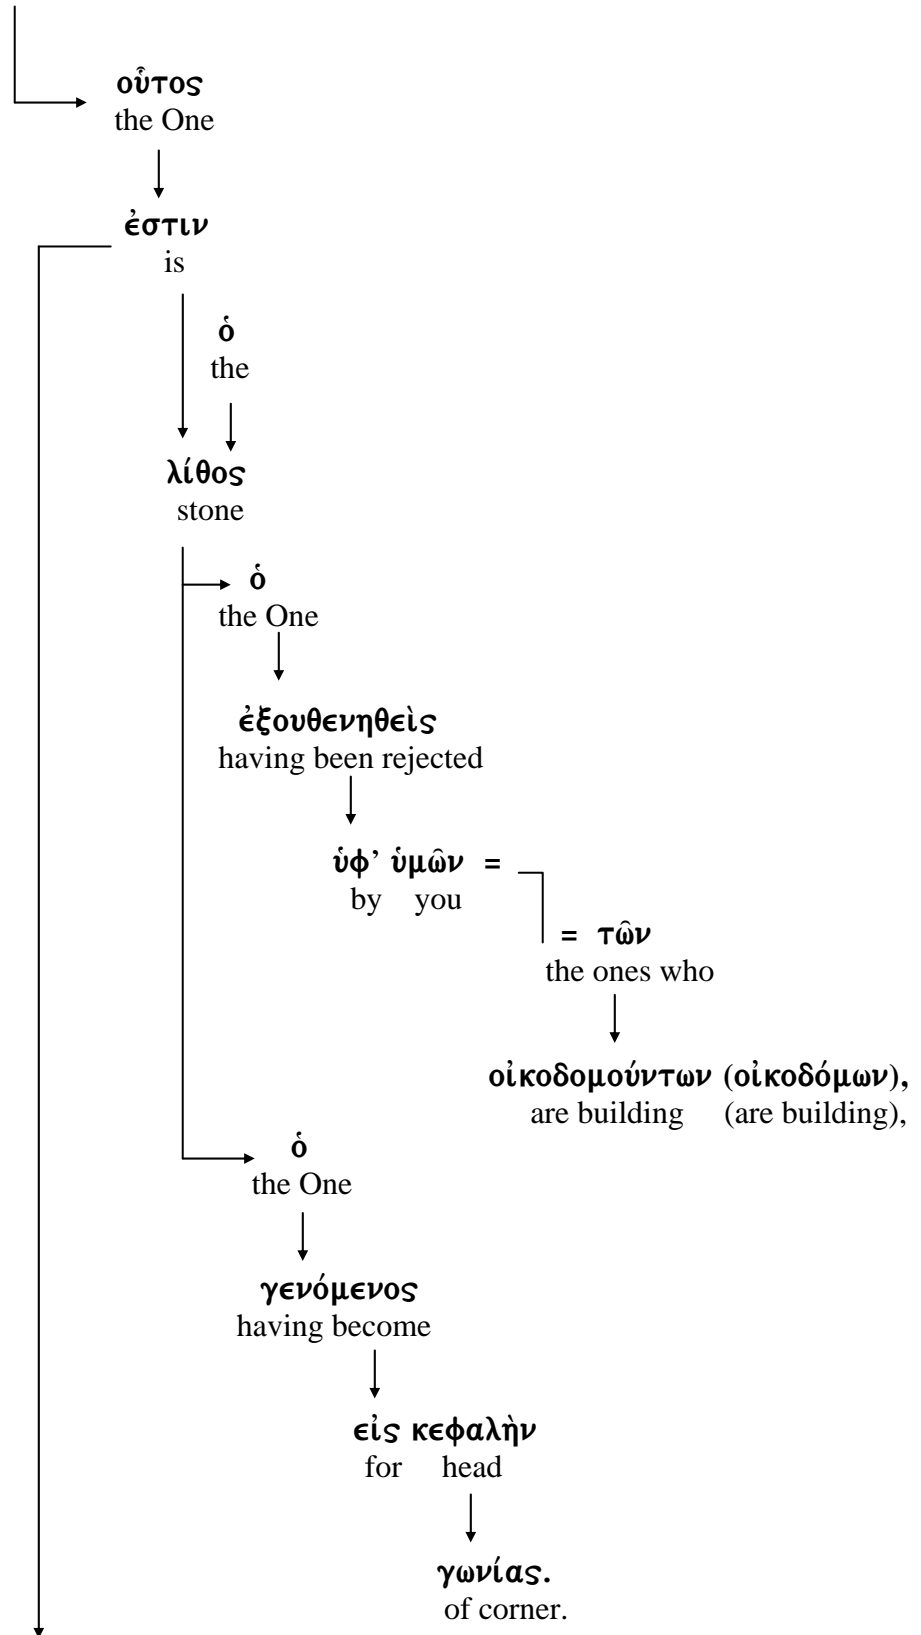 οὗτος
the One
ἐστιν
is
ὁ
the
λίθος
stone
ὁ
the One
ἐξουθενηθεὶς
having been rejected
ὑφ’ ὑμῶν =
by you
= τῶν
the ones who
οἰκοδομούντων (οἰκοδόμων),
are building (are building),
ὁ
the One
γενόμενος
having become
εἰς κεφαλὴν
for head
γωνίας.
of corner.